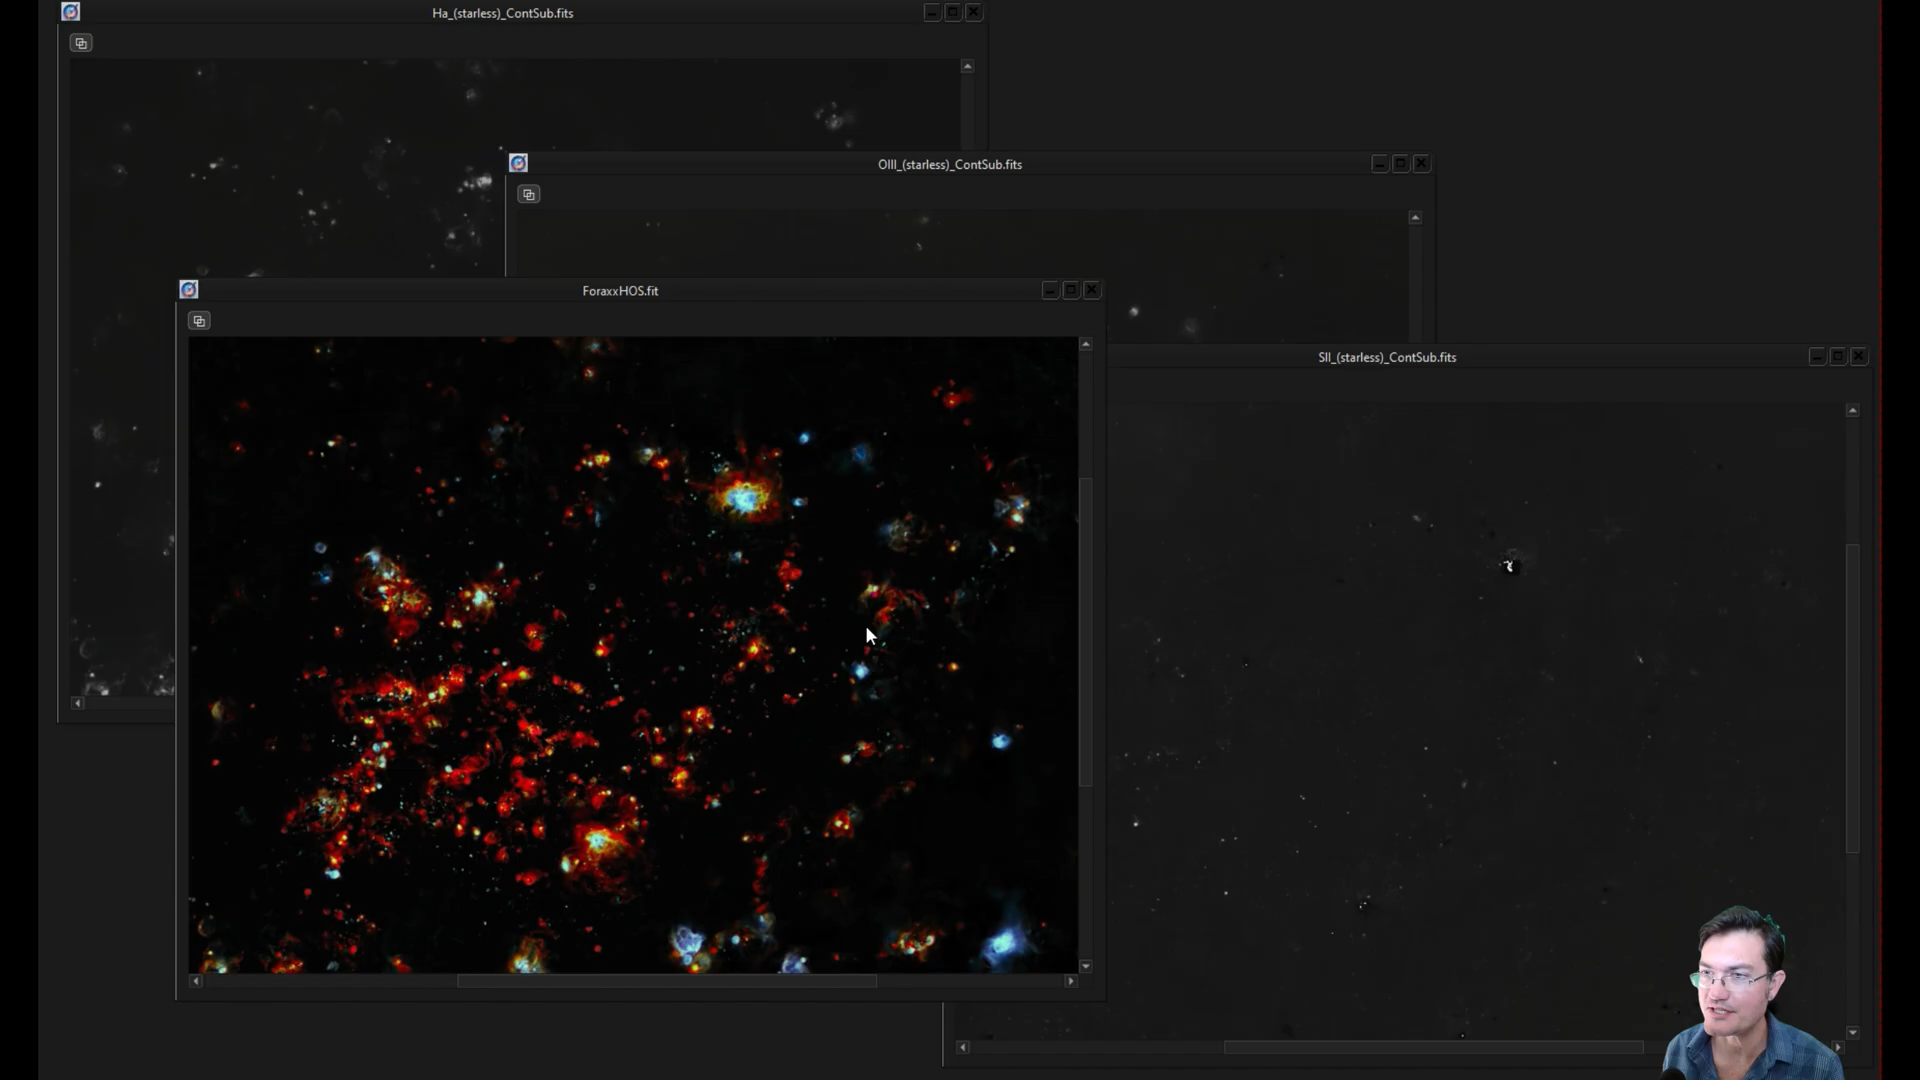 Ha_(starless)_ContSub.fits
OIII_(starless)_ContSub.fits
ForaxxHOS.fit
SII_(starless)_ContSub.fits